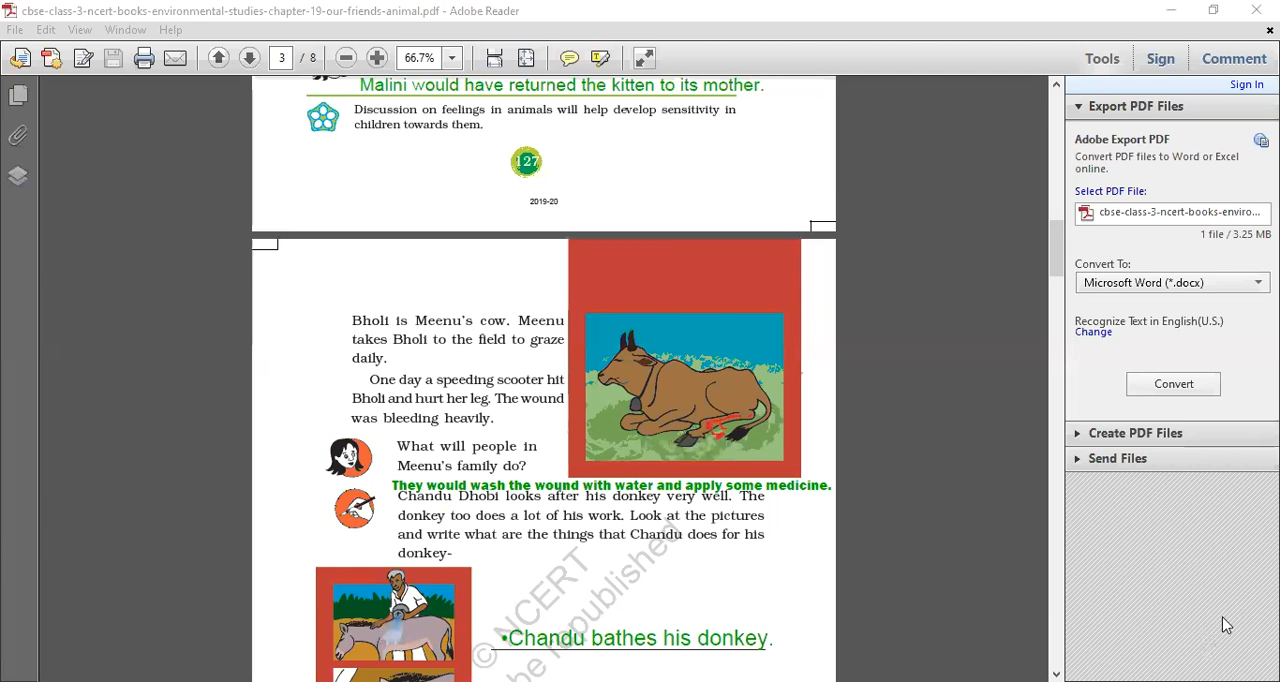 cbse-class-3-ncert-books-environmental-studies-chapter-19-our-friends-animal.pdf - Adobe Reader
File Edit View Window Help
3 / 8 66.7% Tools Sign Comment
Malini would have returned the kitten to its mother.
Discussion on feelings in animals will help develop sensitivity in
children towards them.
127
2019-20
Bholi is Meenu's cow. Meenu
takes Bholi to the field to graze
daily.
One day a speeding scooter hit
Bholi and hurt her leg. The wound
was bleeding heavily.
What will people in
Meenu's family do?
They would wash the wound with water and apply some medicine.
Chandu Dhobi looks after his donkey very well. The
donkey too does a lot of his work. Look at the pictures
and write what are the things that Chandu does for his
donkey-
•Chandu bathes his donkey.
© NCERT
be republished
Sign In
Export PDF Files
Adobe Export PDF
Convert PDF files to Word or Excel
online.
Select PDF File:
cbse-class-3-ncert-books-enviro...
1 file / 3.25 MB
Convert To:
Microsoft Word (*.docx)
Recognize Text in English(U.S.)
Change
Convert
Create PDF Files
Send Files